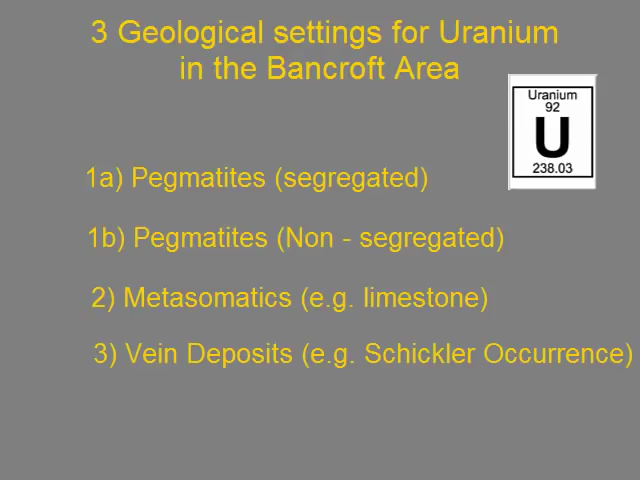 3 Geological settings for Uranium
in the Bancroft Area
Uranium
92
U
238.03
1a) Pegmatites (segregated)
1b) Pegmatites (Non - segregated)
2) Metasomatics (e.g. limestone)
3) Vein Deposits (e.g. Schickler Occurrence)